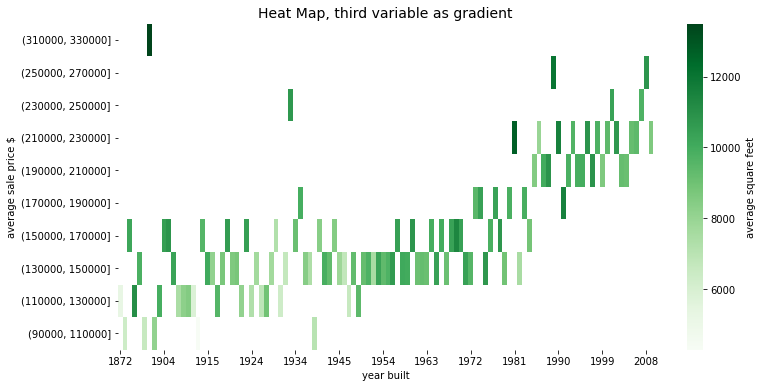 Heat Map, third variable as gradient
(310000, 330000]
(250000, 270000]
(230000, 250000]
(210000, 230000]
(190000, 210000]
(170000, 190000]
(150000, 170000]
(130000, 150000]
(110000, 130000]
(90000, 110000]
average sale price $
1872 1904 1915 1934 1945 1954 1963 1972 1981 1990 1999 2008
year built
12000
10000
8000
6000
average square feet